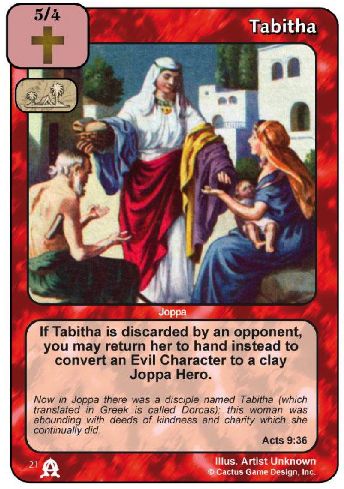 5/4
Tabitha
Joppa
If Tabitha is discarded by an opponent,
you may return her to hand instead to
convert an Evil Character to a clay
Joppa Hero.
Now in Joppa there was a disciple named Tabitha (which
translated in Greek is called Dorcas); this woman was
abounding with deeds of kindness and charity which she
continually did.
Acts 9:36
21
Illus. Artist Unknown
© Cactus Game Design, Inc.